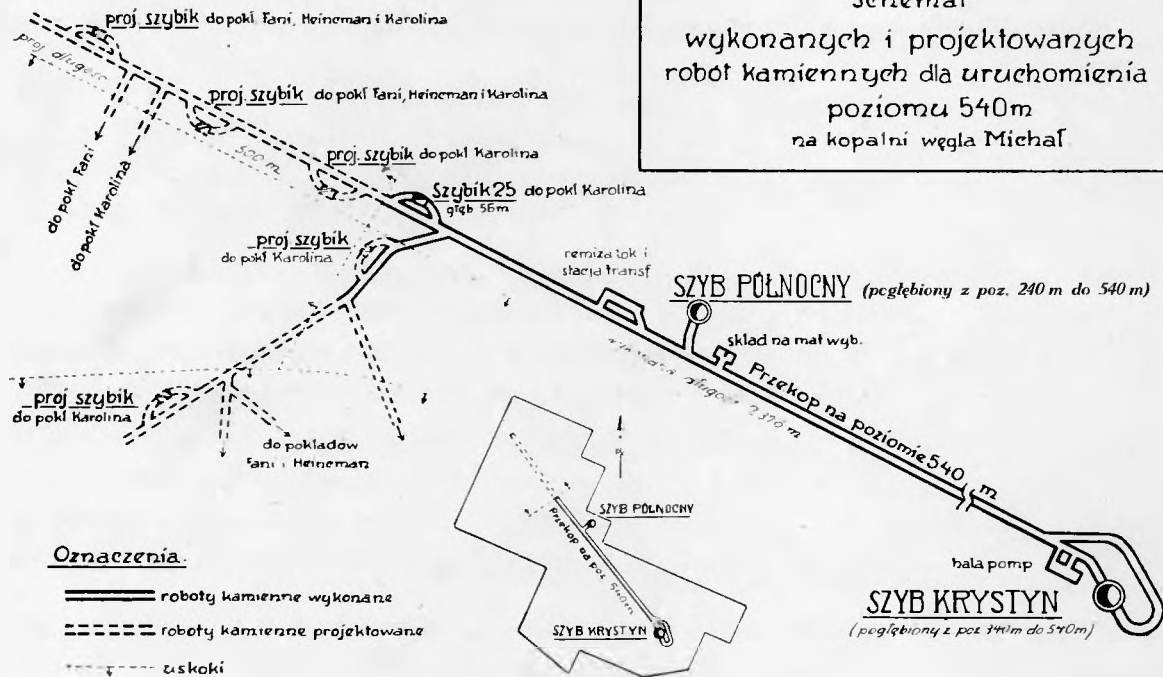 Schemat
wykonanych i projektowanych
robót kamiennych dla uruchomienia
poziomu 540m
na kopalni węgla Michał
proj. szybik do pokł Fani, Heineman i Karolina
proj długość
500 m
proj. szybik do pokł Fani, Heineman i Karolina
proj. szybik do pokł Karolina
Szybik 25 do pokł Karolina
głęb 56m
do pokł Fani
do pokł Karolina
proj szybik
do pokł Karolina
remiza lok i
stacja transf
SZYB PÓŁNOCNY (pogłębiony z poz. 240 m do 540 m)
skład na mat wyb.
Przekop na poziomie 540 m
długość m
proj szybik
do pokł Karolina
do pokładów
Fani i Heineman
SZYB PÓŁNOCNY
Przekop na poz 540m
SZYB KRYSTYN
hala pomp
SZYB KRYSTYN
(pogłębiony z poz 340m do 540m)
Oznaczenia.
roboty kamienne wykonane
roboty kamienne projektowane
uskoki